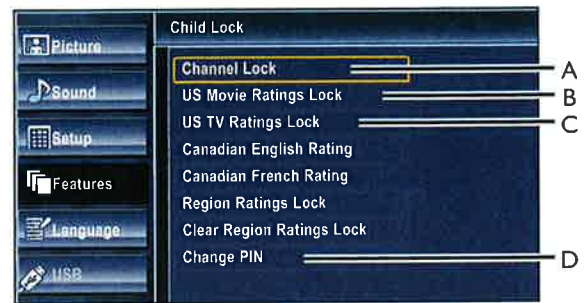 Child Lock
Picture
Sound
Setup
Features
Language
USB
Channel Lock
US Movie Ratings Lock
US TV Ratings Lock
Canadian English Rating
Canadian French Rating
Region Ratings Lock
Clear Region Ratings Lock
Change PIN
A
B
C
D